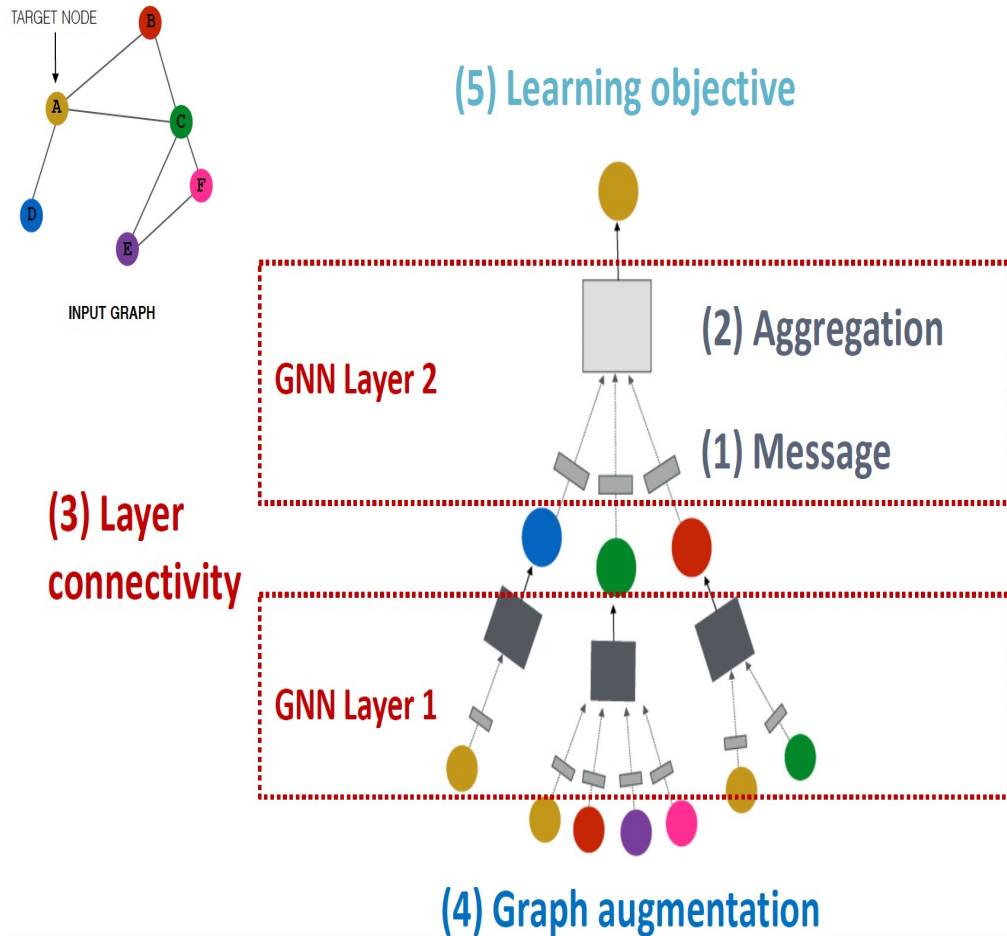 TARGET NODE
B
A
C
F
D
E
INPUT GRAPH
(5) Learning objective
GNN Layer 2
(2) Aggregation
(1) Message
(3) Layer
connectivity
GNN Layer 1
(4) Graph augmentation